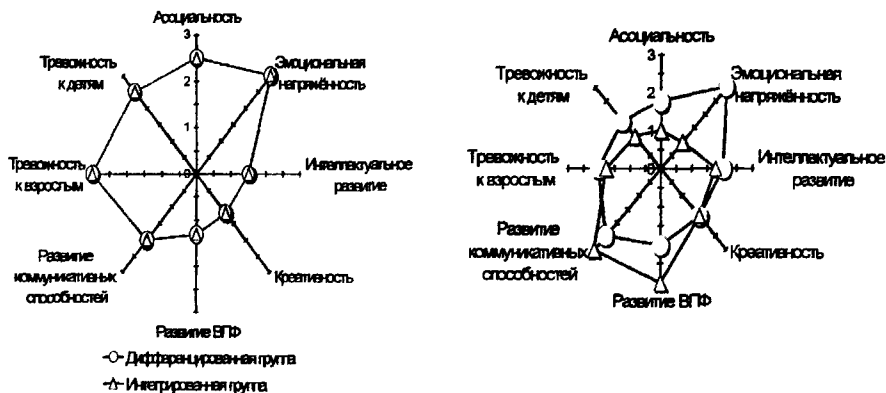 Асоциальность
3
Тревожность
к детям
2
Эмоциональная
напряжённость
1
Тревожность
к взрослым
0
Интеллектуальное
развитие
Развитие
коммуникативных
способностей
Креативность
Развитие ВПФ
Дифференцированная группа
Интегрированная группа
Асоциальность
3
Тревожность
к детям
2
Эмоциональная
напряжённость
1
Тревожность
к взрослым
0
Интеллектуальное
развитие
Развитие
коммуникативных
способностей
Креативность
Развитие ВПФ